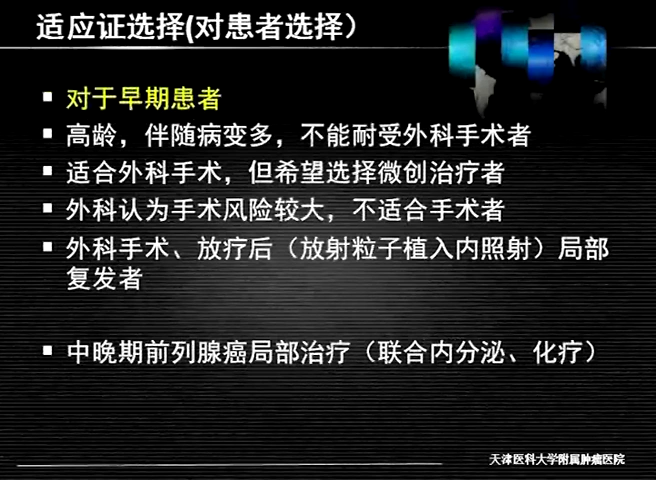 适应证选择(对患者选择）
▪ 对于早期患者
▪ 高龄，伴随病变多，不能耐受外科手术者
▪ 适合外科手术，但希望选择微创治疗者
▪ 外科认为手术风险较大，不适合手术者
▪ 外科手术、放疗后（放射粒子植入内照射）局部
复发者
▪ 中晚期前列腺癌局部治疗（联合内分泌、化疗）
天津医科大学附属肿瘤医院